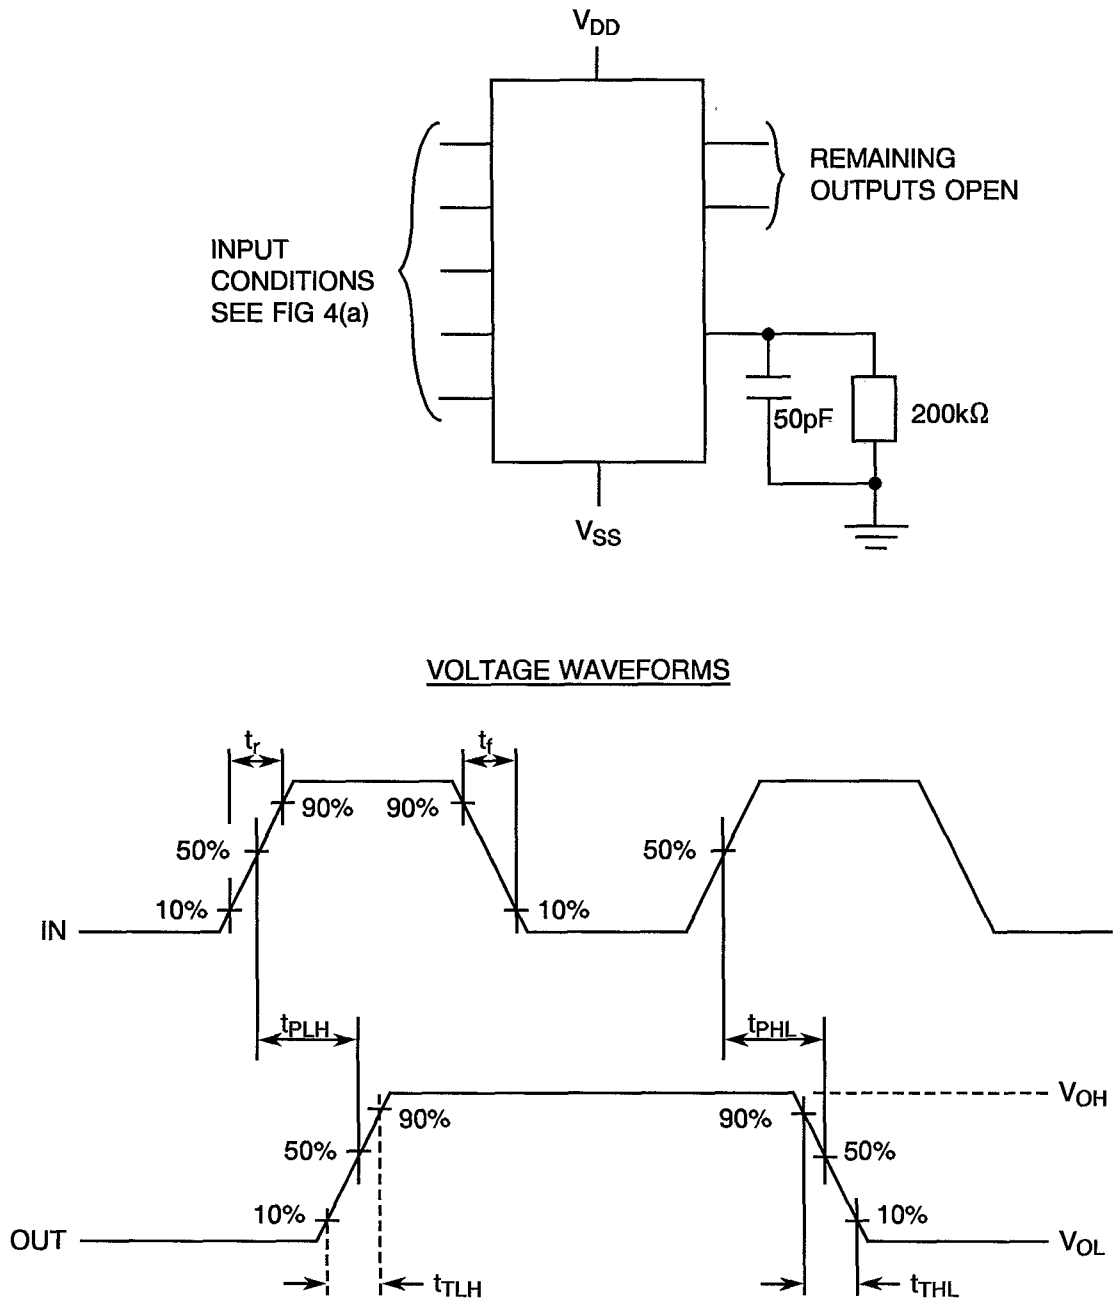 VDD
REMAINING
OUTPUTS OPEN
INPUT
CONDITIONS
SEE FIG 4(a)
50pF
200kΩ
VSS
VOLTAGE WAVEFORMS
tr
tf
90%
90%
50%
50%
10%
10%
IN
tPLH
tPHL
VOH
90%
90%
50%
50%
10%
10%
OUT
VOL
tTLH
tTHL